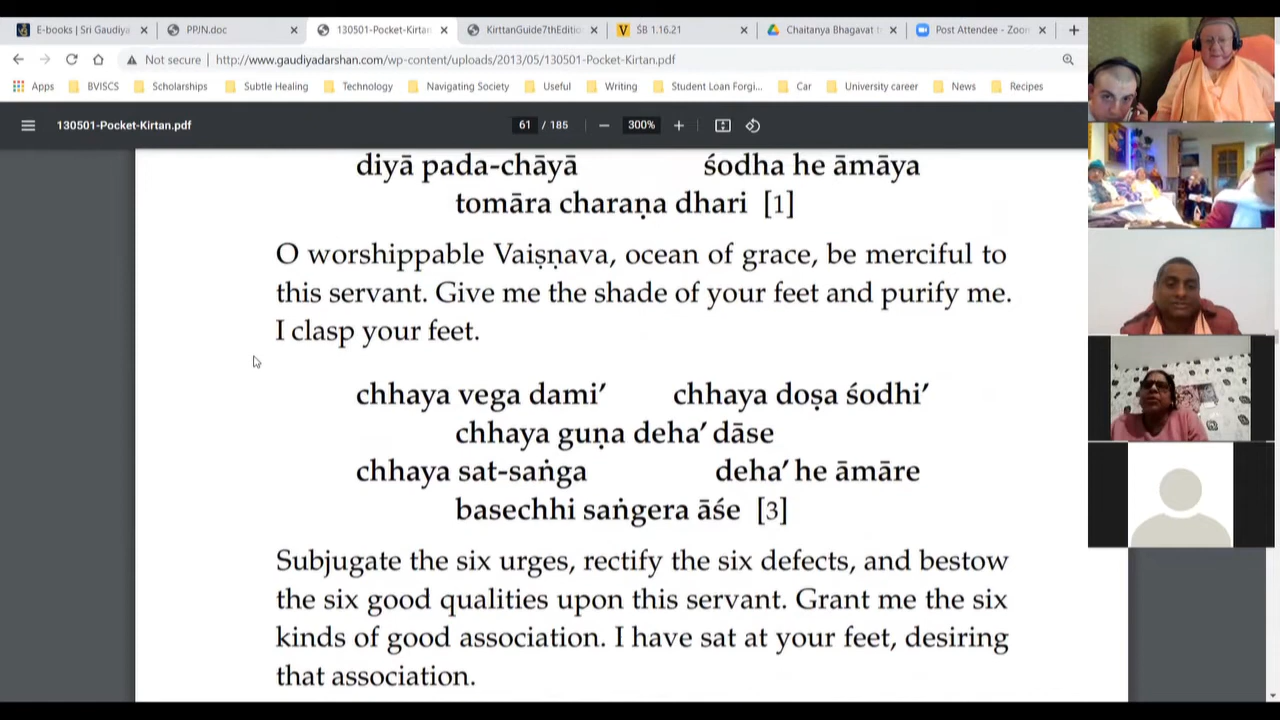 E-books | Sri Gaudiya
PPJN.doc
130501-Pocket-Kirtan
KirttanGuide7thEditio
ŚB 1.16.21
Chaitanya Bhagavat
Post Attendee - Zoom
Not secure | http://www.gaudiyadarshan.com/wp-content/uploads/2013/05/130501-Pocket-Kirtan.pdf
Apps BVISCS Scholarships Subtle Healing Technology Navigating Society Useful Writing Student Loan Forgi... Car University career News Recipes
130501-Pocket-Kirtan.pdf 61 / 185 300%
diyā pada-chāyā śodha he āmāya
tomāra charaṇa dhari [1]
O worshippable Vaiṣṇava, ocean of grace, be merciful to
this servant. Give me the shade of your feet and purify me.
I clasp your feet.
chhaya vega dami’ chhaya doṣa śodhi’
chhaya guṇa deha’ dāse
chhaya sat-saṅga deha’ he āmāre
basechhi saṅgera āśe [3]
Subjugate the six urges, rectify the six defects, and bestow
the six good qualities upon this servant. Grant me the six
kinds of good association. I have sat at your feet, desiring
that association.